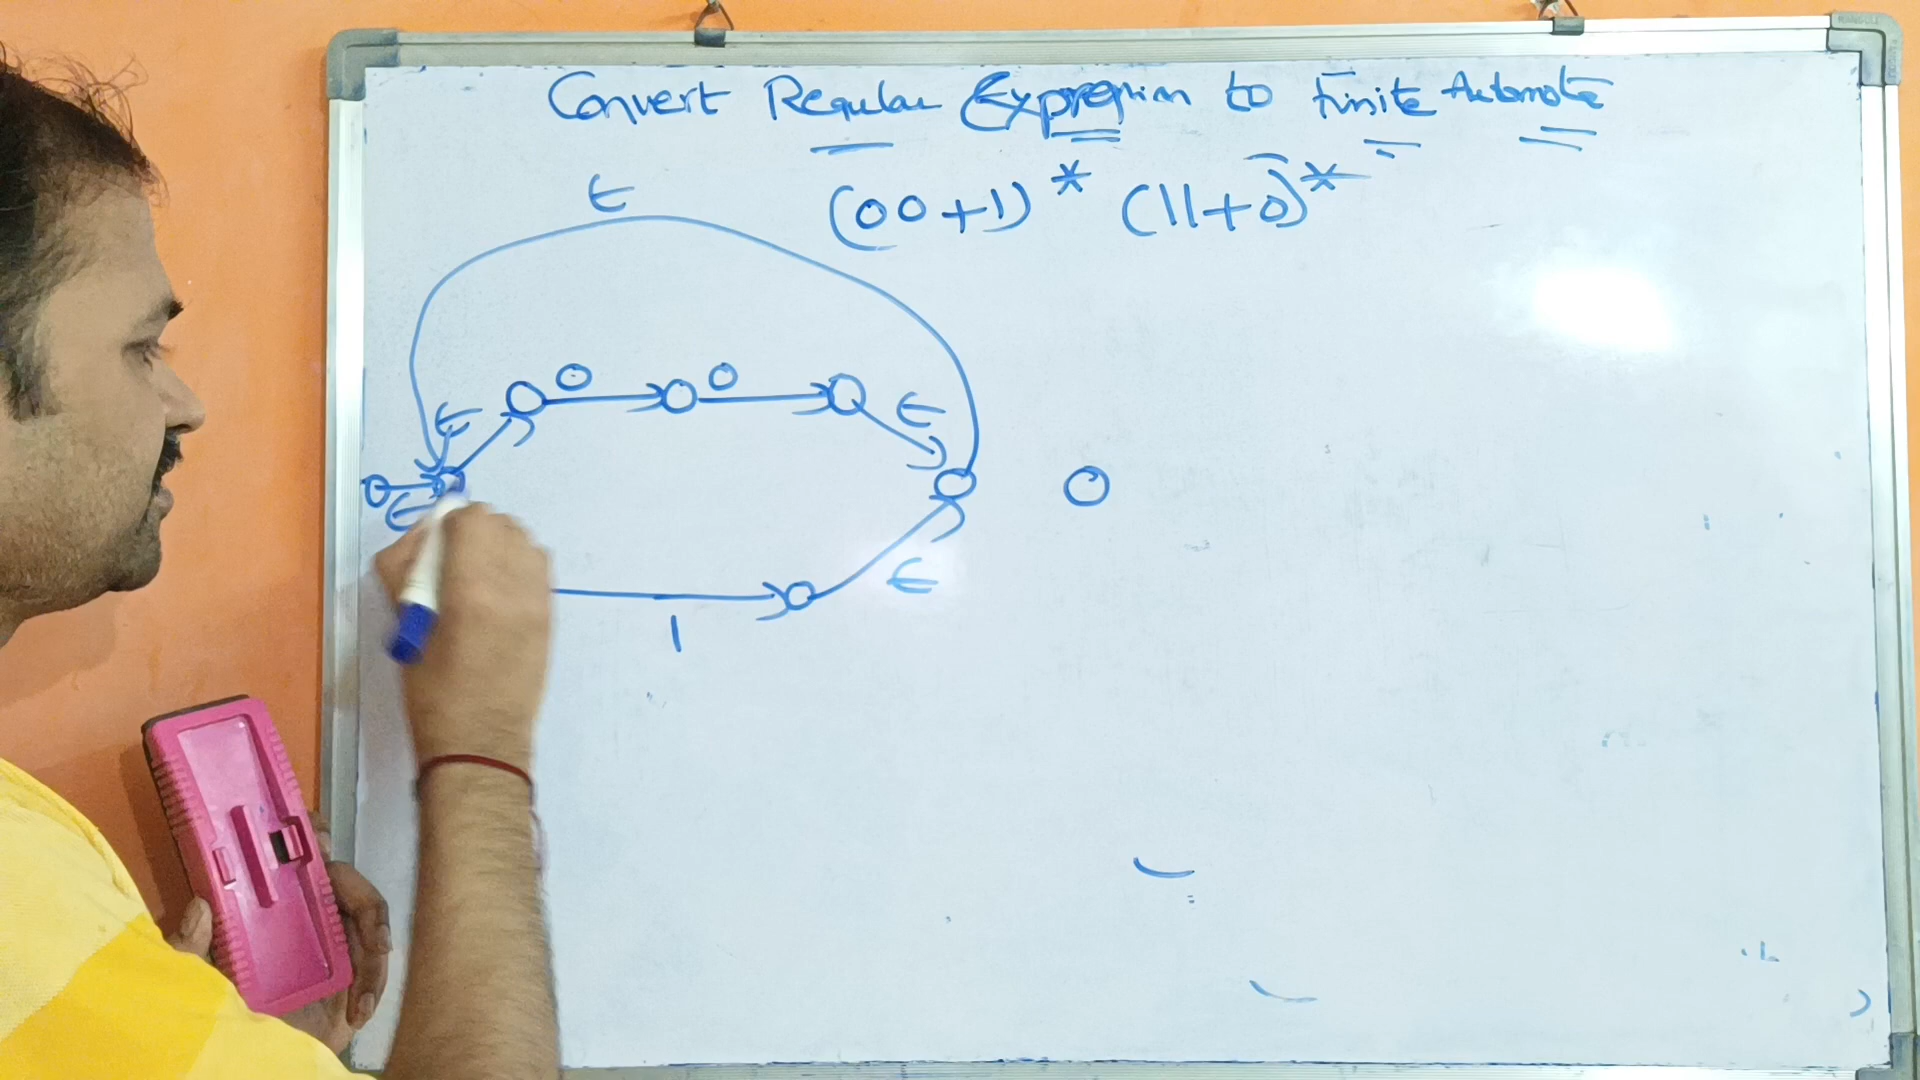 Convert Regular Expression to Finite Automata
(00+1)* (11+0)*
ε
0 0
ε ε
ε
ε
1